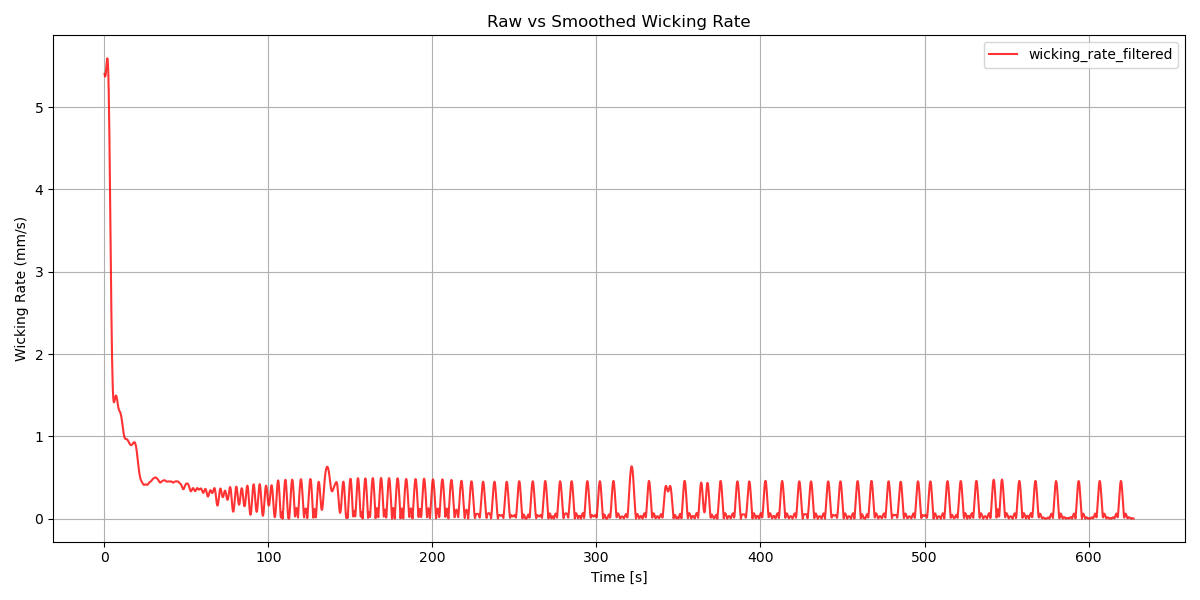 Raw vs Smoothed Wicking Rate
wicking_rate_filtered
Wicking Rate (mm/s)
5
4
3
2
1
0
0 100 200 300 400 500 600
Time [s]